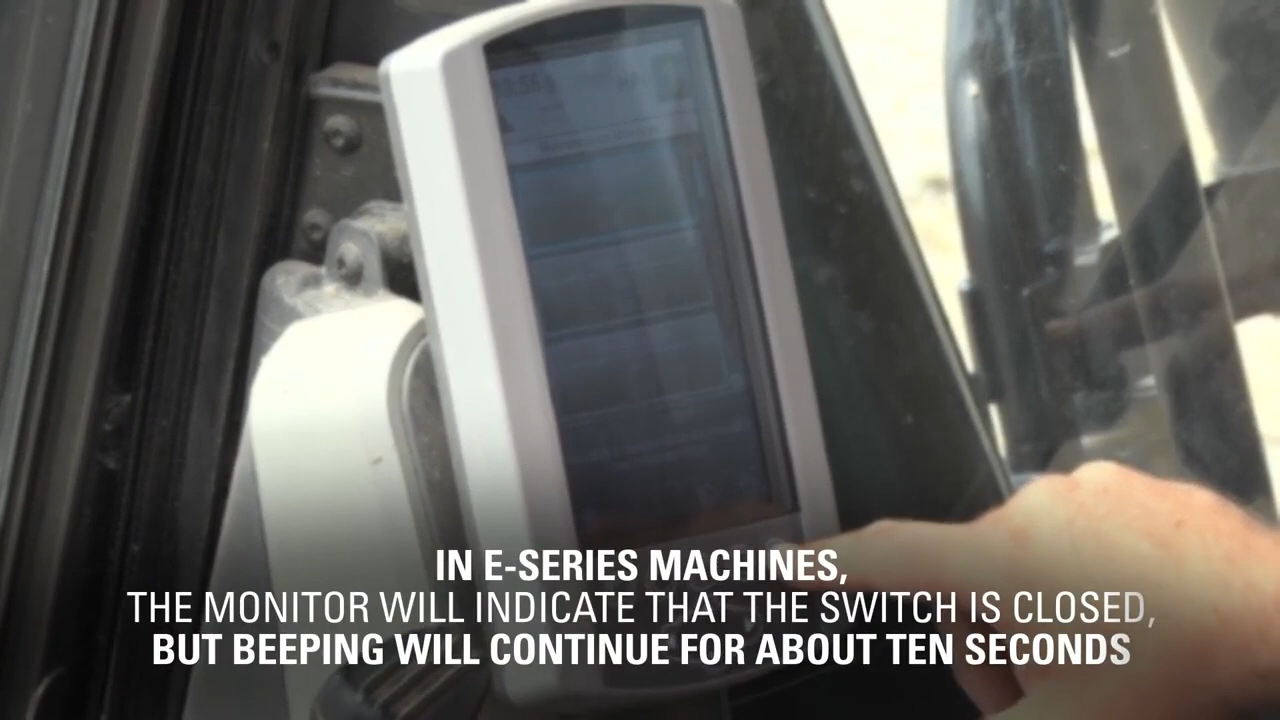 IN E-SERIES MACHINES,
THE MONITOR WILL INDICATE THAT THE SWITCH IS CLOSED,
BUT BEEPING WILL CONTINUE FOR ABOUT TEN SECONDS